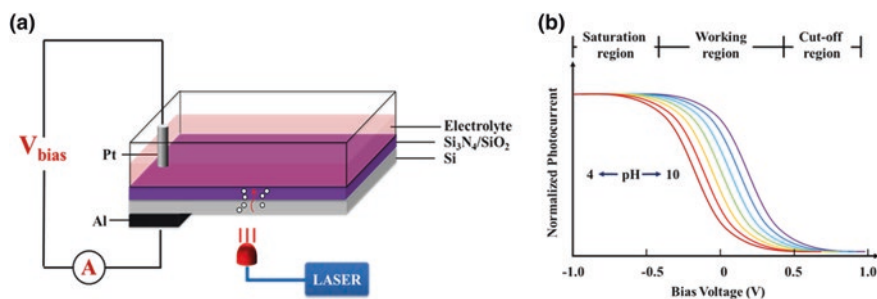 (a)
V_bias
Pt
Al
A
Electrolyte
Si₃N₄/SiO₂
Si
LASER
(b)
Saturation region
Working region
Cut-off region
Normalized Photocurrent
4 ← pH → 10
-1.0 -0.5 0 0.5 1.0
Bias Voltage (V)